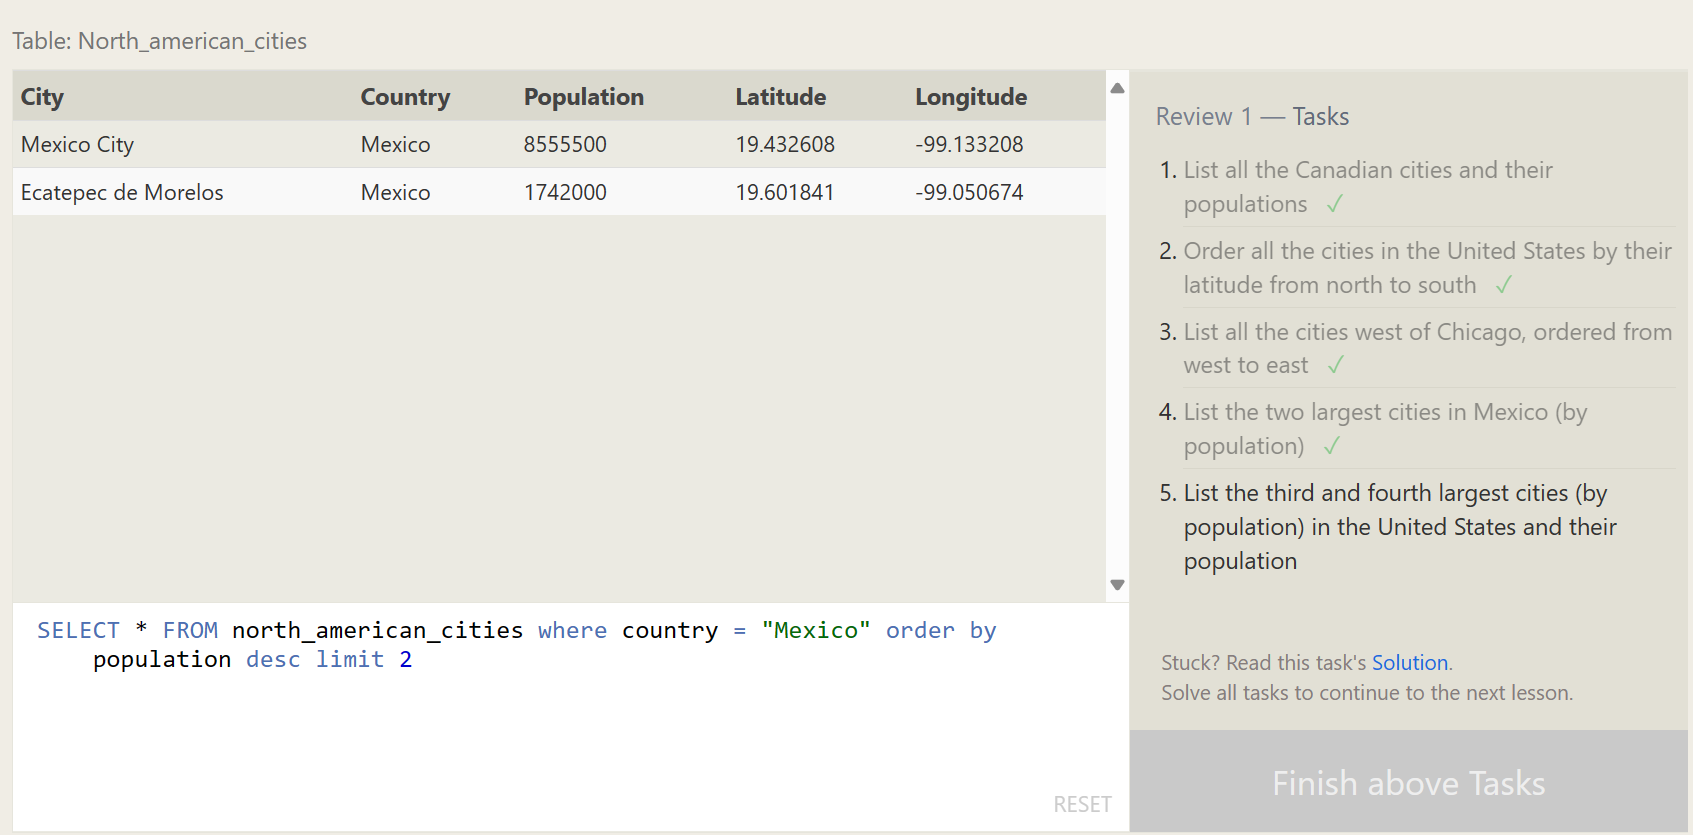 Table: North_american_cities
City Country Population Latitude Longitude
Mexico City Mexico 8555500 19.432608 -99.133208
Ecatepec de Morelos Mexico 1742000 19.601841 -99.050674
SELECT * FROM north_american_cities where country = "Mexico" order by
population desc limit 2
RESET
Review 1 — Tasks
1. List all the Canadian cities and their
populations ✓
2. Order all the cities in the United States by their
latitude from north to south ✓
3. List all the cities west of Chicago, ordered from
west to east ✓
4. List the two largest cities in Mexico (by
population) ✓
5. List the third and fourth largest cities (by
population) in the United States and their
population
Stuck? Read this task's Solution.
Solve all tasks to continue to the next lesson.
Finish above Tasks